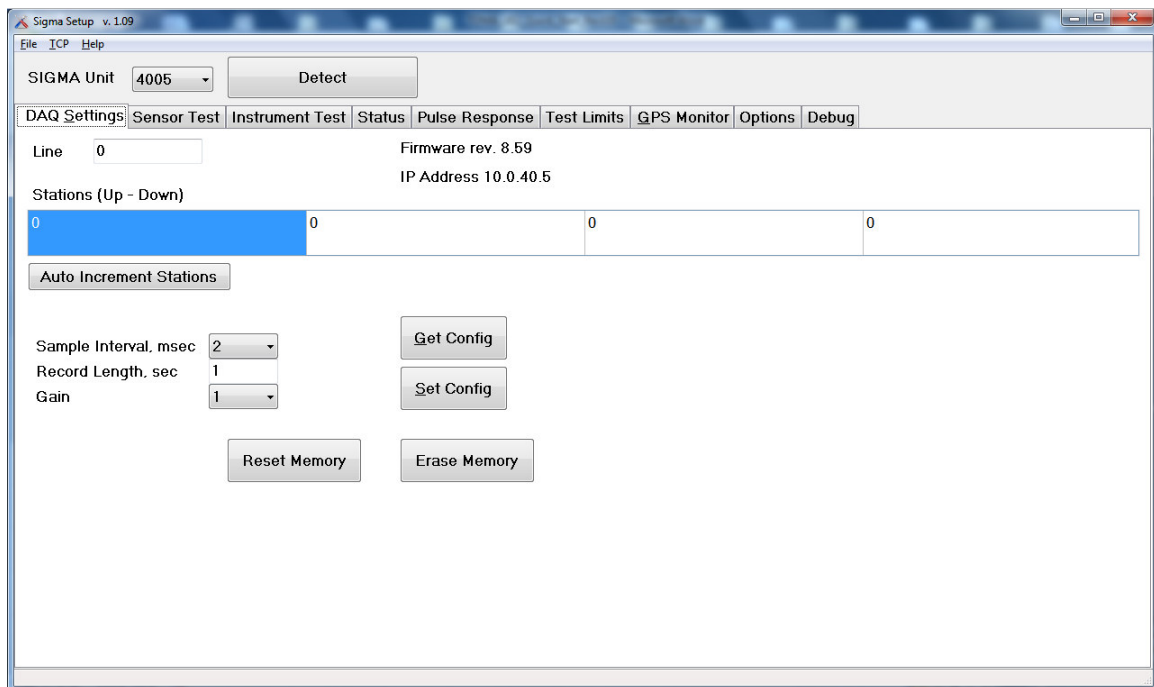 Sigma Setup v. 1.09
File TCP Help
SIGMA Unit 4005 Detect
DAQ Settings Sensor Test Instrument Test Status Pulse Response Test Limits GPS Monitor Options Debug
Line 0 Firmware rev. 8.59
IP Address 10.0.40.5
Stations (Up - Down)
0 0 0 0
Auto Increment Stations
Sample Interval, msec 2 Get Config
Record Length, sec 1
Gain 1 Set Config
Reset Memory Erase Memory